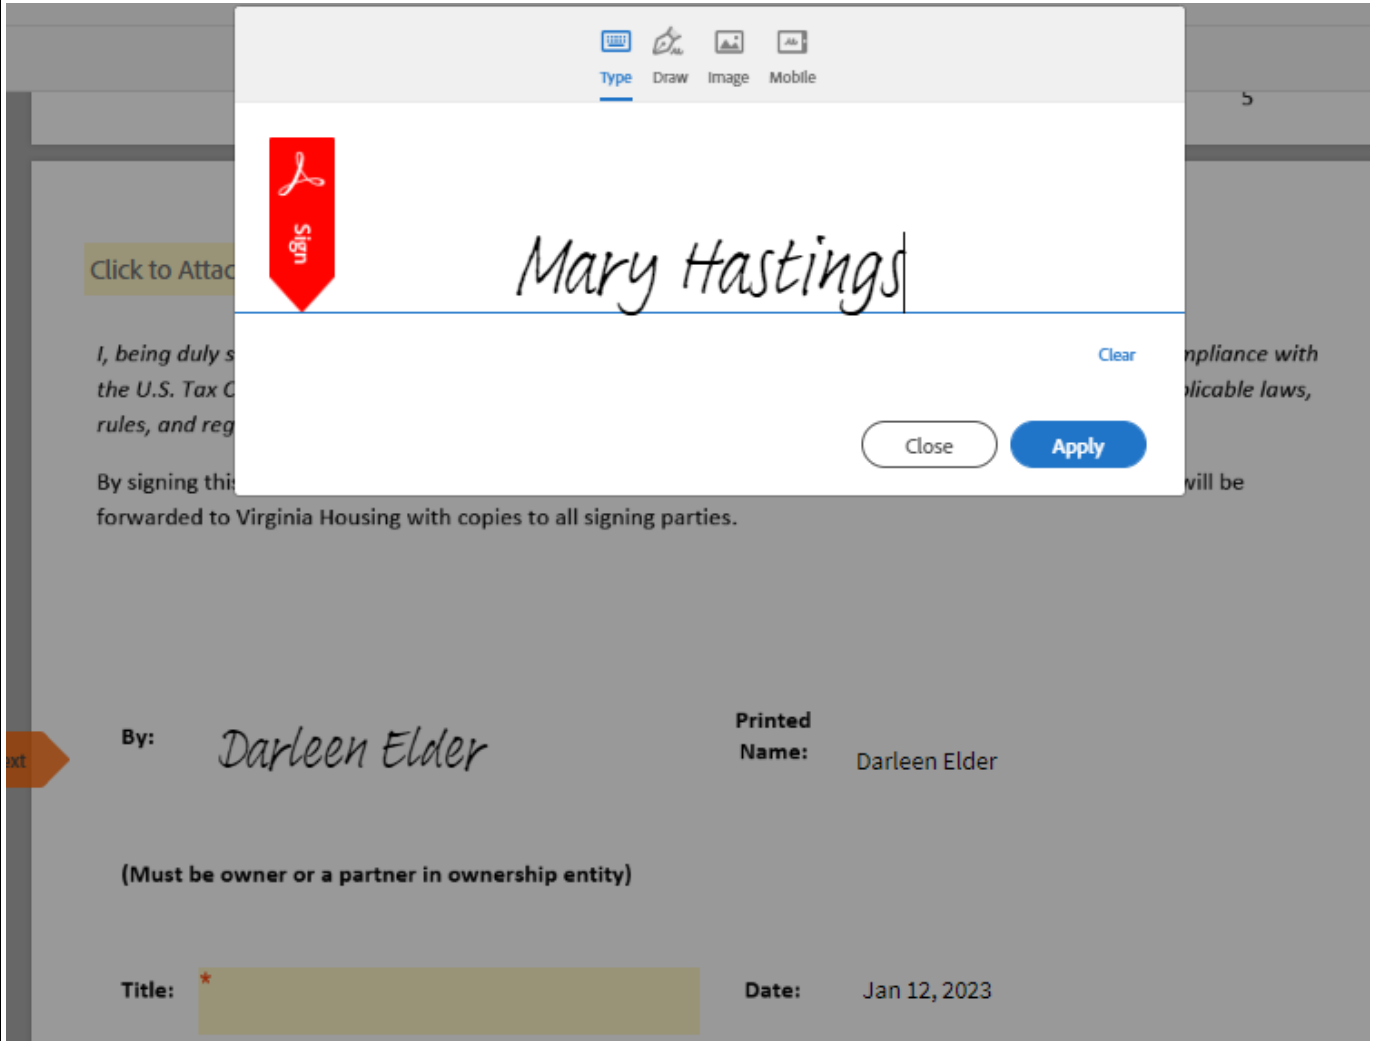 Type Draw Image Mobile
5
Sign
Mary Hastings
Click to Attac
Clear
I, being duly s mpliance with
the U.S. Tax C plicable laws,
rules, and reg
Close Apply
By signing this will be
forwarded to Virginia Housing with copies to all signing parties.
By: Darleen Elder Printed Name: Darleen Elder
ext
(Must be owner or a partner in ownership entity)
Title: * Date: Jan 12, 2023